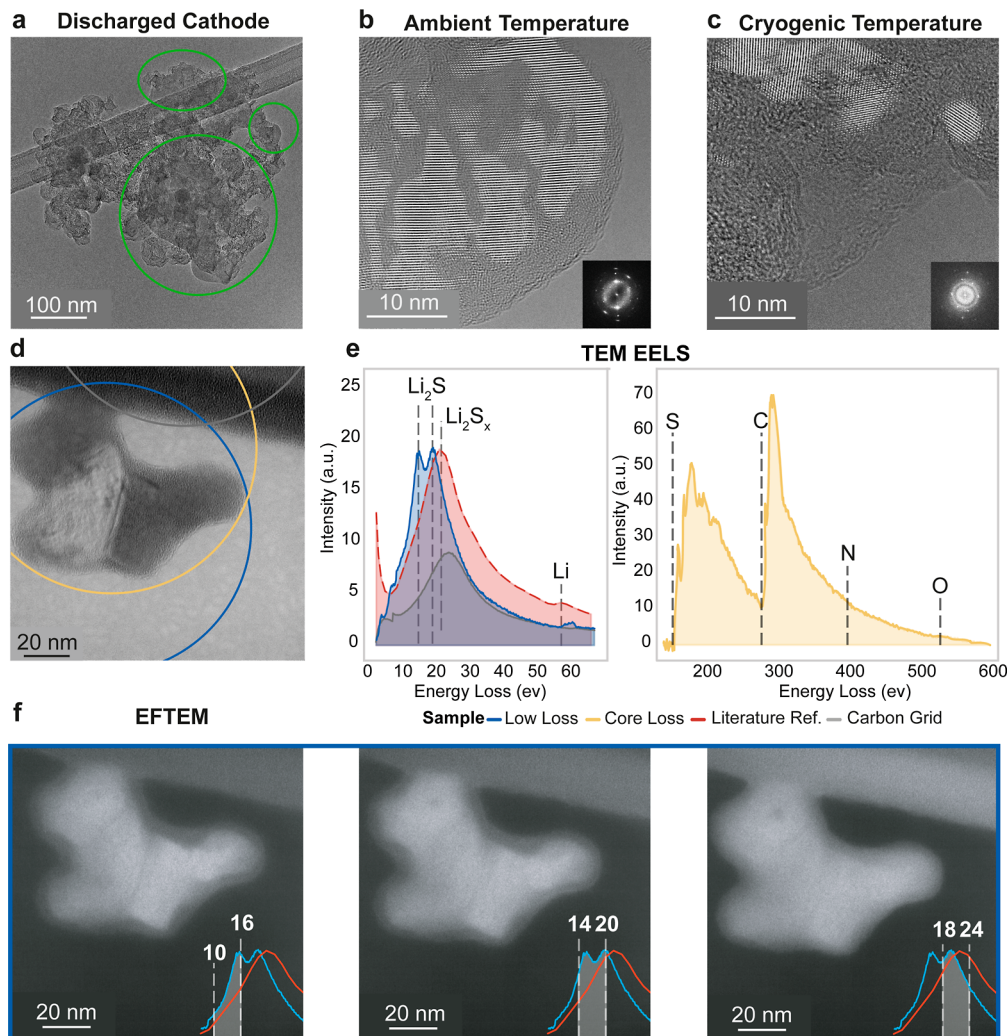 a Discharged Cathode
b Ambient Temperature
c Cryogenic Temperature
100 nm
10 nm
10 nm
d
20 nm
e TEM EELS
Intensity (a.u.)
25
20
15
10
5
0
0 10 20 30 40 50 60
Energy Loss (ev)
Li₂S
Li₂Sₓ
Li
Intensity (a.u.)
70
60
50
40
30
20
10
0
200 300 400 500 600
Energy Loss (ev)
S
C
N
O
Sample Low Loss Core Loss Literature Ref. Carbon Grid
f EFTEM
10
16
20 nm
14 20
20 nm
18 24
20 nm